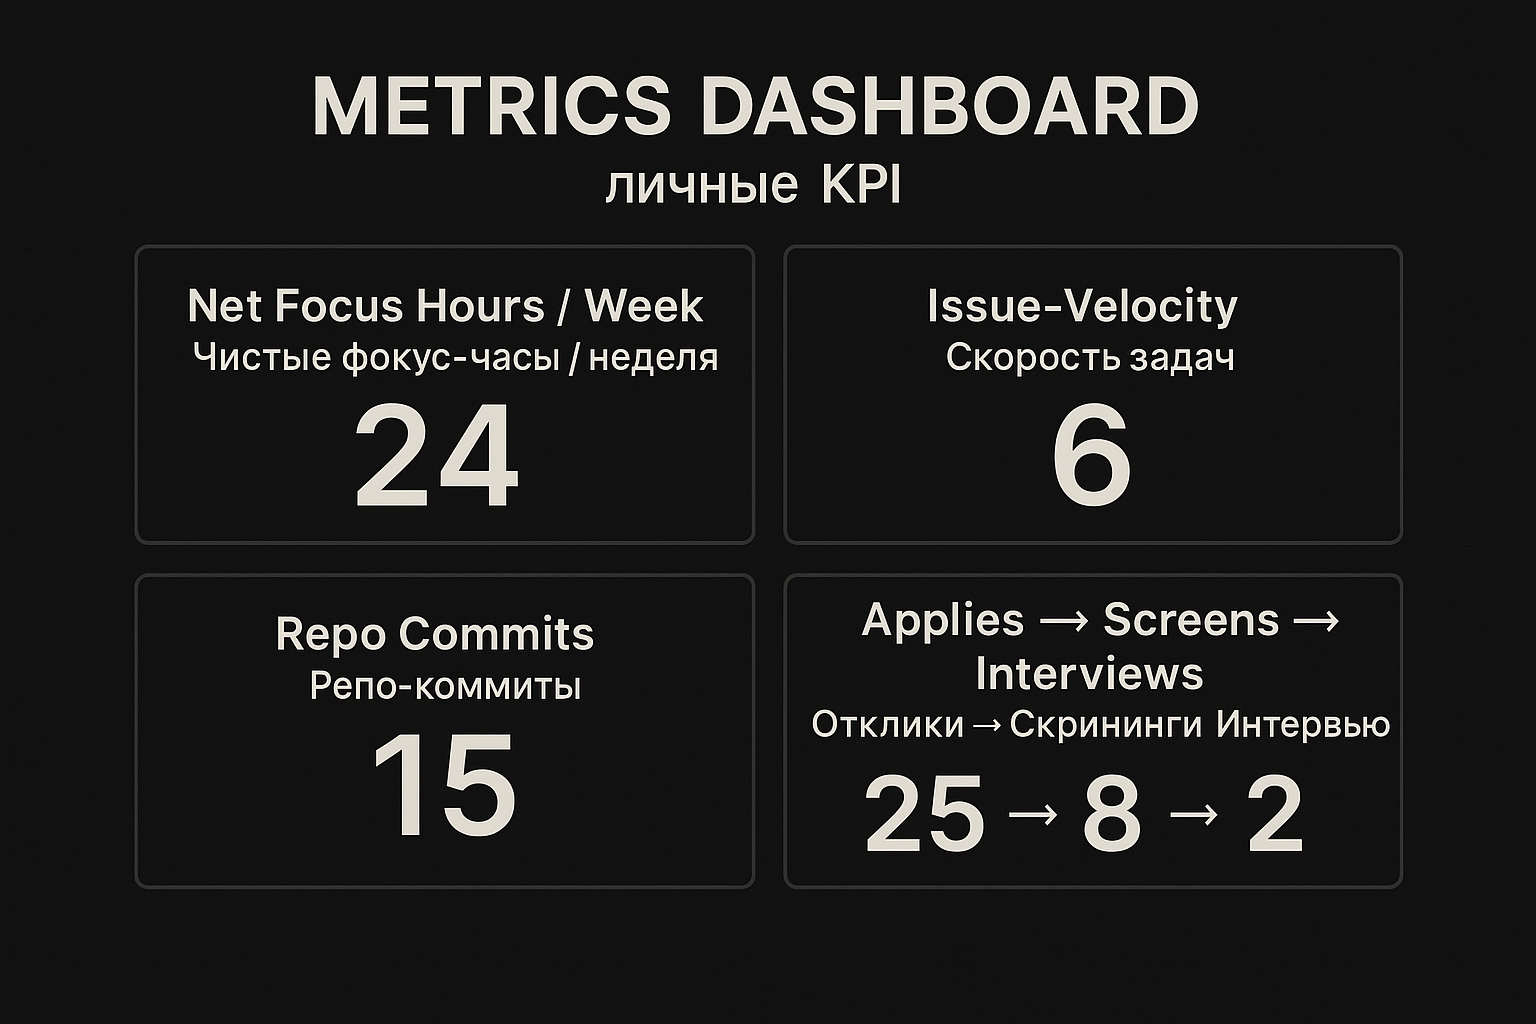 METRICS DASHBOARD
личные KPI
Net Focus Hours / Week
Чистые фокус-часы / неделя
24
Issue-Velocity
Скорость задач
6
Repo Commits
Репо-коммиты
15
Applies → Screens →
Interviews
Отклики → Скрининги Интервью
25 → 8 → 2